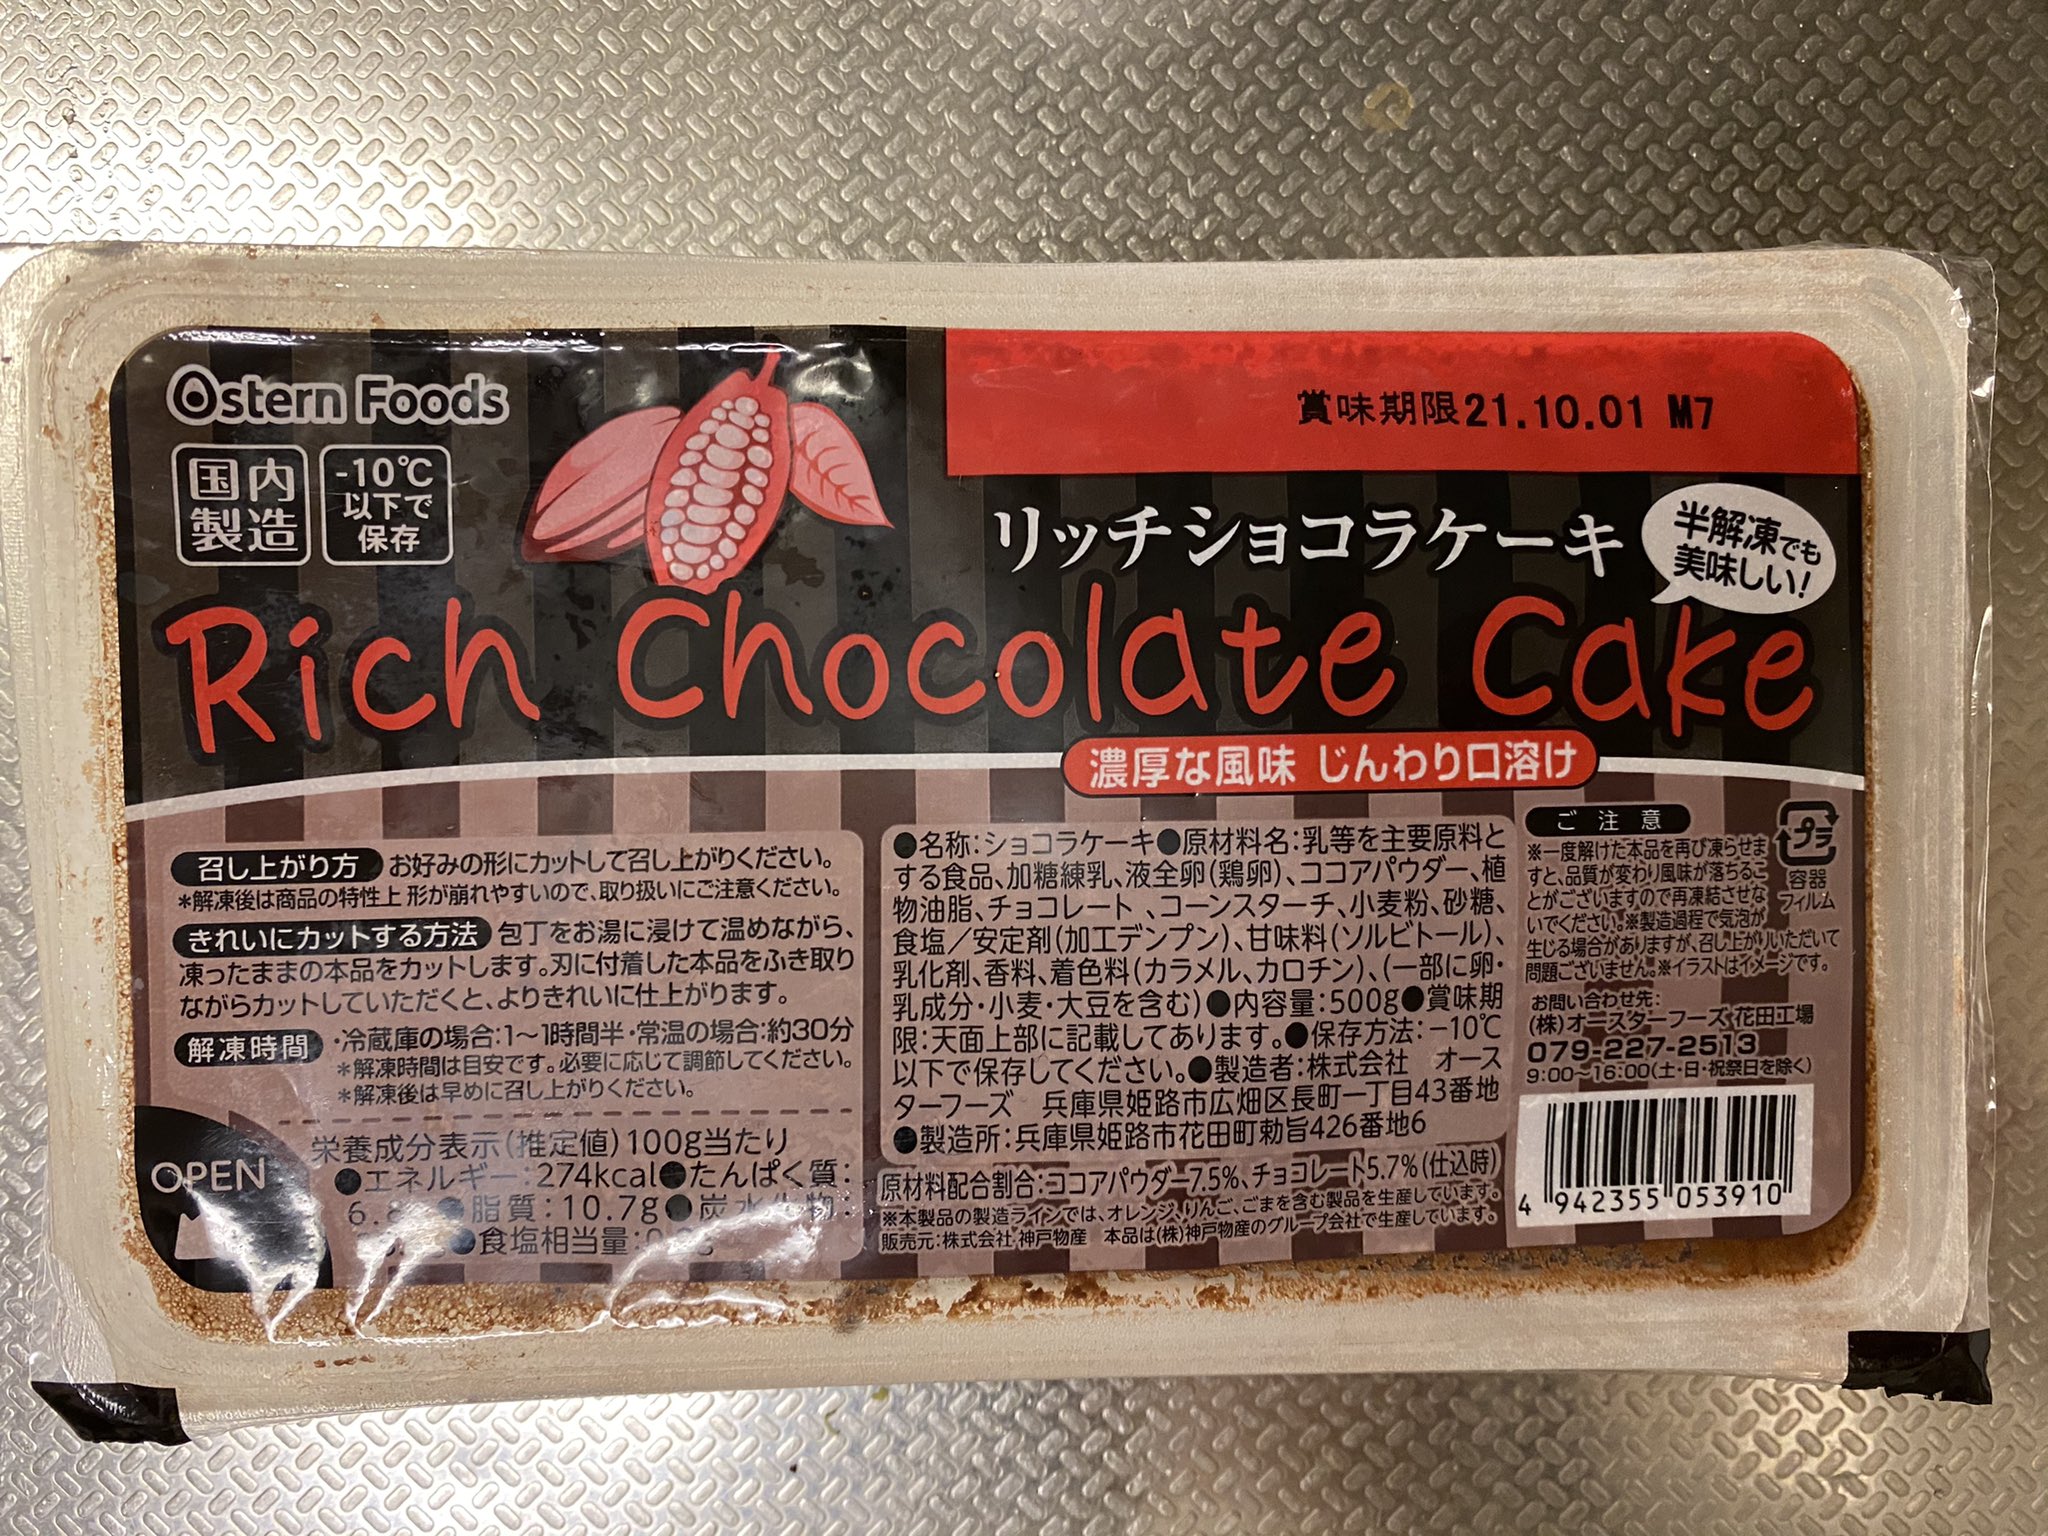 Ostern Foods
国内
製造
-10℃
以下で
保存
賞味期限21.10.01 M7
リッチショコラケーキ
半解凍でも
美味しい!
Rich Chocolate Cake
濃厚な風味 じんわり口溶け
召し上がり方 お好みの形にカットして召し上がりください。
*解凍後は商品の特性上 形が崩れやすいので、取り扱いにご注意ください。
きれいにカットする方法 包丁をお湯に浸けて温めながら、
凍ったままの本品をカットします。刃に付着した本品をふき取り
ながらカットしていただくと、よりきれいに仕上がります。
解凍時間 ・冷蔵庫の場合:1～1時間半・常温の場合:約30分
*解凍時間は目安です。必要に応じて調節してください。
*解凍後は早めに召し上がりください。
OPEN
栄養成分表示(推定値)100g当たり
●エネルギー:274kcal●たんぱく質:
●脂質:10.7g●炭水化物:
●食塩相当量:
●名称:ショコラケーキ●原材料名:乳等を主要原料と
する食品、加糖練乳、液全卵(鶏卵)、ココアパウダー、植
物油脂、チョコレート、コーンスターチ、小麦粉、砂糖、
食塩／安定剤(加工デンプン)、甘味料(ソルビトール)、
乳化剤、香料、着色料(カラメル、カロチン)、(一部に卵・
乳成分・小麦・大豆を含む)●内容量:500g●賞味期
限:天面上部に記載してあります。●保存方法:－10℃
以下で保存してください。●製造者:株式会社 オース
ターフーズ 兵庫県姫路市広畑区長町一丁目43番地
●製造所:兵庫県姫路市花田町勅旨426番地6
原材料配合割合:ココアパウダー7.5%、チョコレート5.7%(仕込時)
※本製品の製造ラインでは、オレンジ、りんご、ごまを含む製品を生産しています。
販売元:株式会社 神戸物産 本品は(株)神戸物産のグループ会社で生産しています。
ご注意
※一度解けた本品を再び凍らせま
すと、品質が変わり風味が落ちるこ
とがございますので再凍結させな
いでください。※製造過程で気泡が
生じる場合がありますが、召し上がりいただいて
問題ございません。※イラストはイメージです。
プラ
容器
フィルム
お問い合わせ先:
(株)オースターフーズ 花田工場
079-227-2513
9:00～16:00(土・日・祝祭日を除く)
4 942355 053910